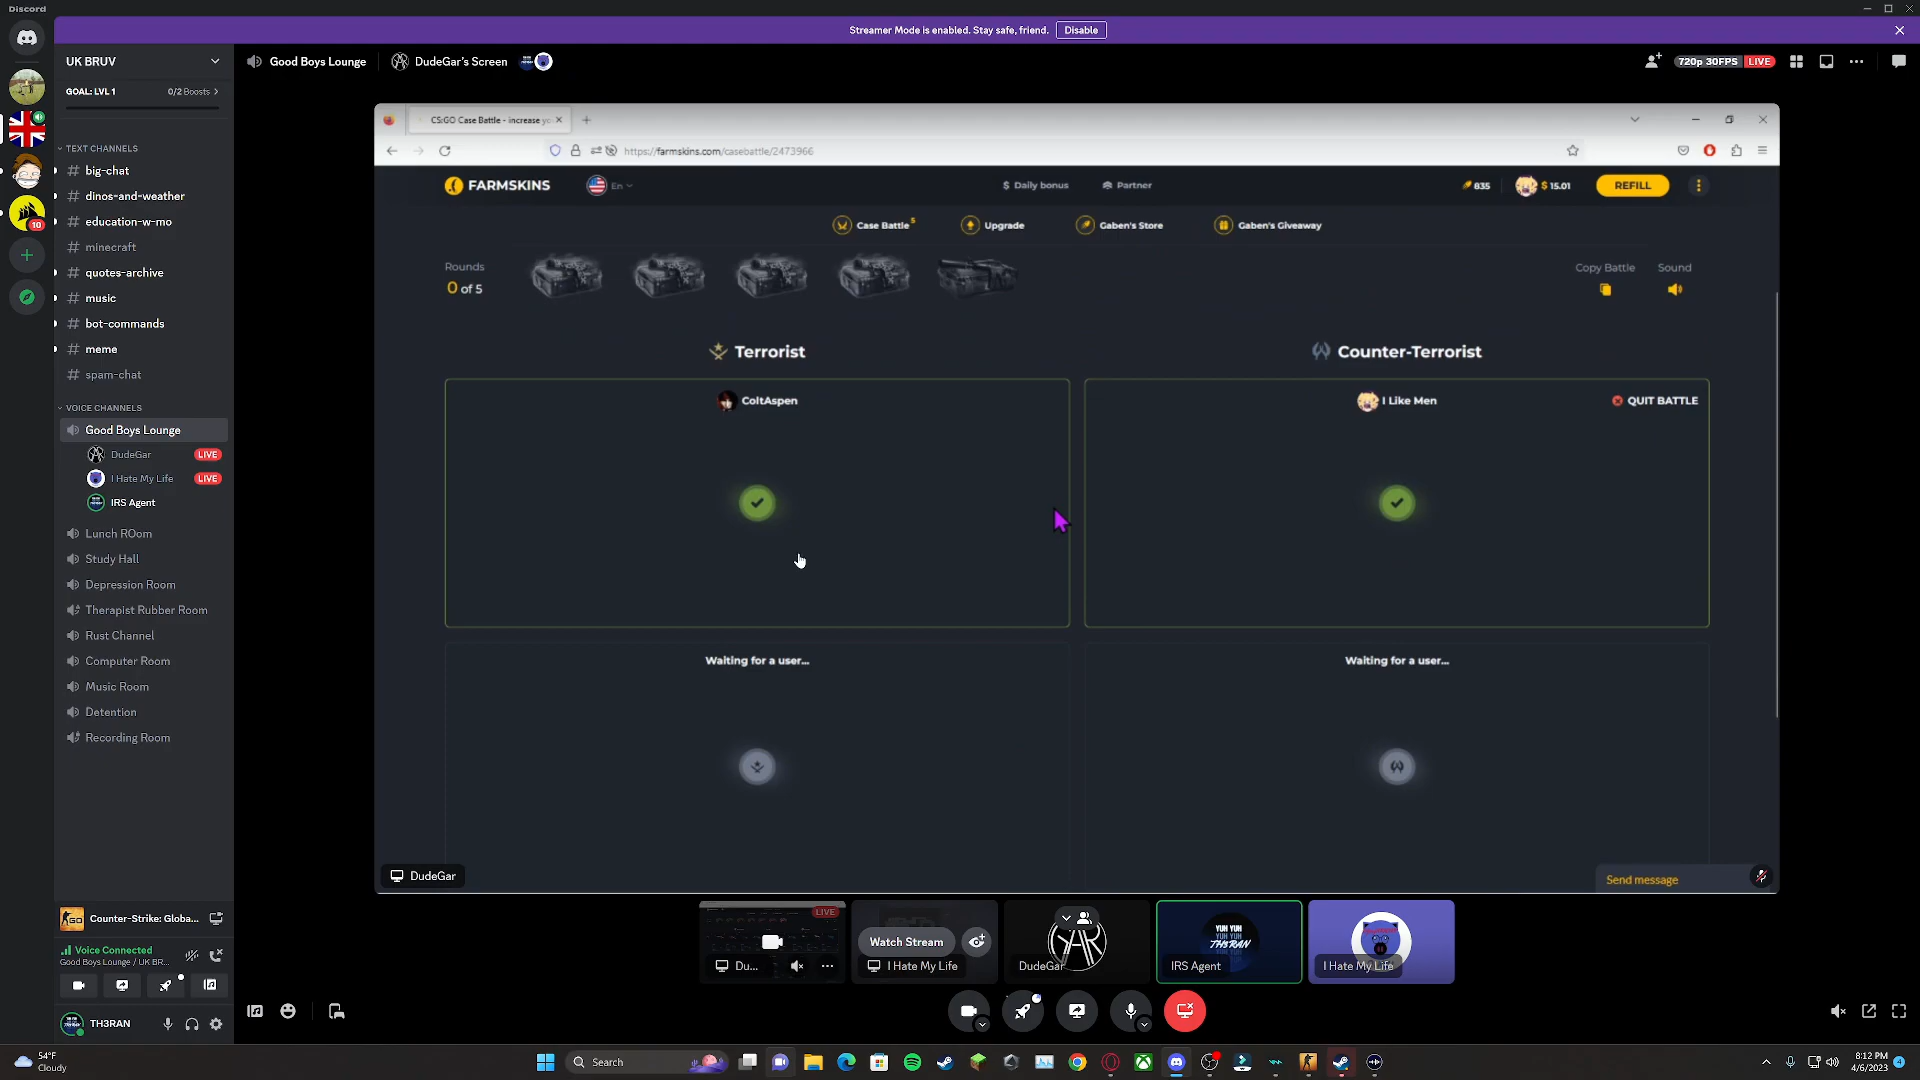 Discord
Streamer Mode is enabled. Stay safe, friend. Disable
UK BRUV
GOAL: LVL 1 0/2 Boosts
TEXT CHANNELS
big-chat
dinos-and-weather
education-w-mo
minecraft
quotes-archive
music
bot-commands
meme
spam-chat
VOICE CHANNELS
Good Boys Lounge
DudeGar LIVE
I Hate My Life LIVE
IRS Agent
Lunch ROom
Study Hall
Depression Room
Therapist Rubber Room
Rust Channel
Computer Room
Music Room
Detention
Recording Room
10
Counter-Strike: Globa...
Voice Connected
Good Boys Lounge / UK BR...
TH3RAN
Good Boys Lounge DudeGar's Screen
720p 30FPS LIVE
CS:GO Case Battle - increase yo
https://farmskins.com/casebattle/2473966
FARMSKINS En $ Daily bonus Partner 835 $ 15.01 REFILL
Case Battle 5 Upgrade Gaben's Store Gaben's Giveaway
Rounds
0 of 5
Copy Battle Sound
Terrorist Counter-Terrorist
ColtAspen I Like Men QUIT BATTLE
Waiting for a user... Waiting for a user...
Send message
DudeGar
LIVE
Du... Watch Stream
I Hate My Life
DudeGar
YUH YUH
YUH YUH
TH3RAN
IRS Agent
I Hate My Life
54°F
Cloudy
Search
8:12 PM
4/6/2023
4